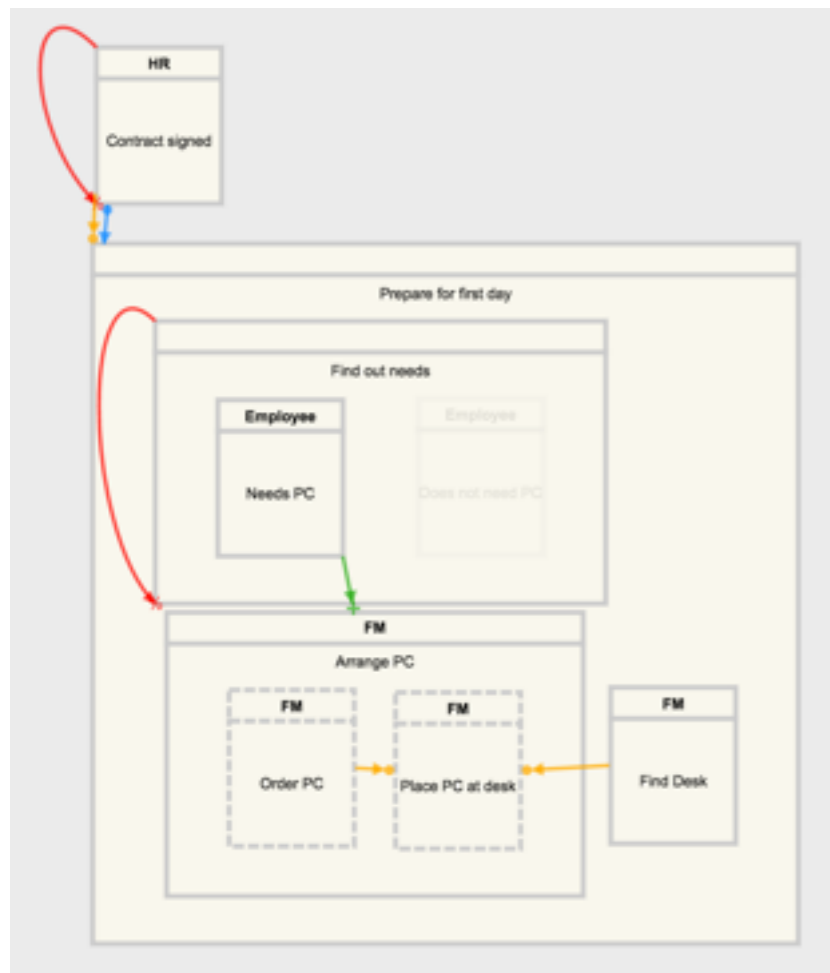 HR
Contract signed
Prepare for first day
Find out needs
Employee
Employee
Needs PC
Does not need PC
FM
Arrange PC
FM
FM
FM
Order PC
Place PC at desk
Find Desk